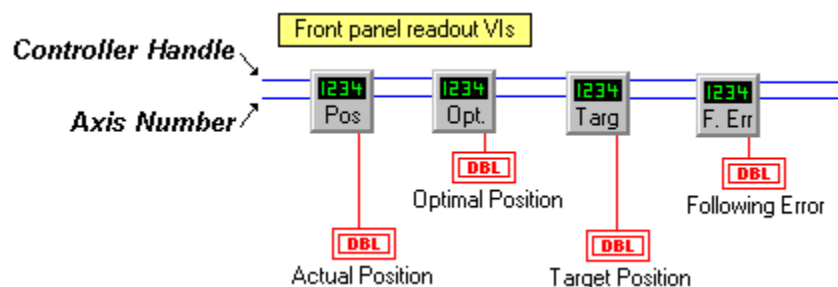 Front panel readout VIs
Controller Handle
Axis Number
1234
Pos
1234
Opt.
1234
Targ
1234
F. Err
DBL
Optimal Position
DBL
Following Error
DBL
Actual Position
DBL
Target Position